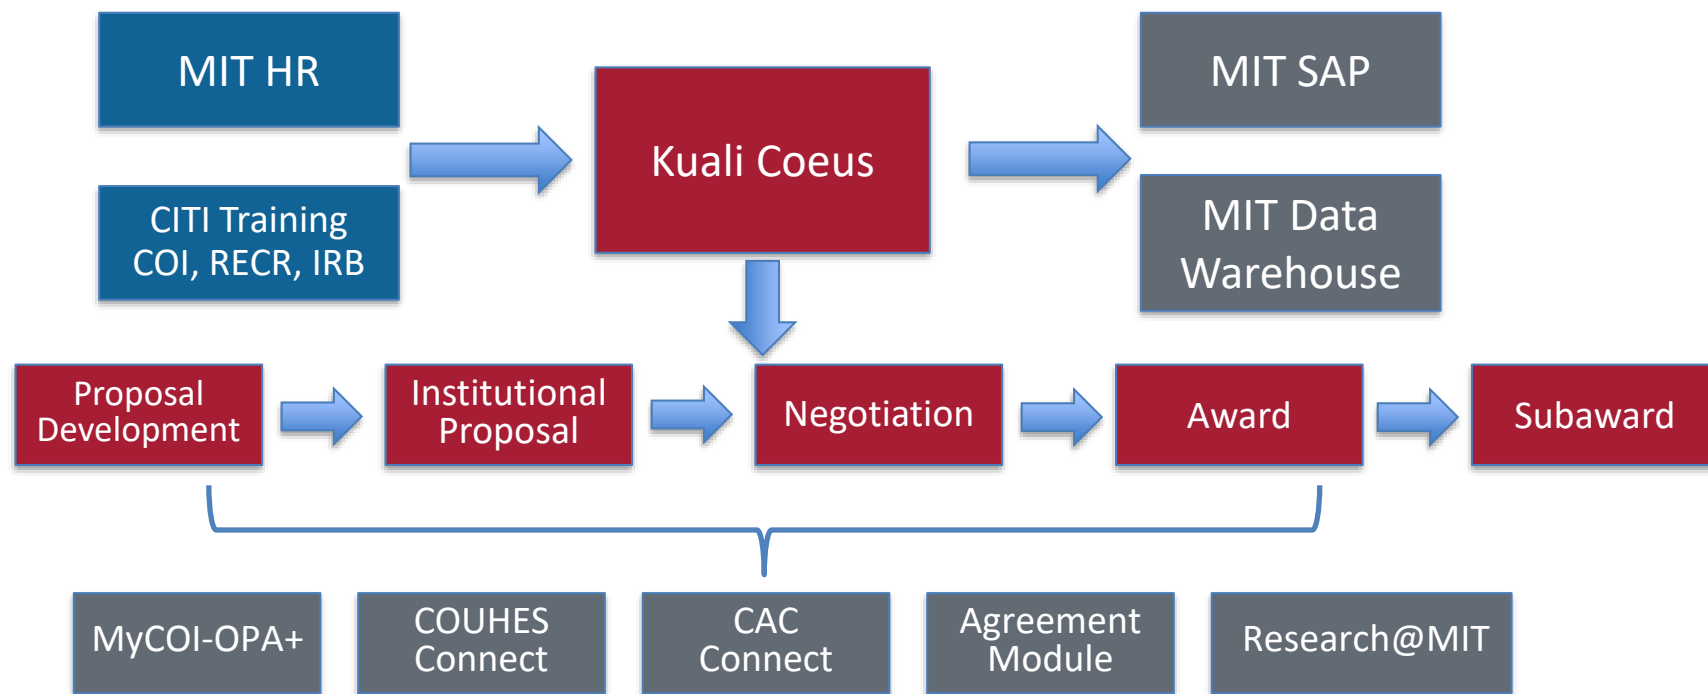 MIT HR
Kuali Coeus
MIT SAP
CITI Training
COI, RECR, IRB
MIT Data
Warehouse
Proposal
Development
Institutional
Proposal
Negotiation
Award
Subaward
MyCOI-OPA+
COUHES
Connect
CAC
Connect
Agreement
Module
Research@MIT